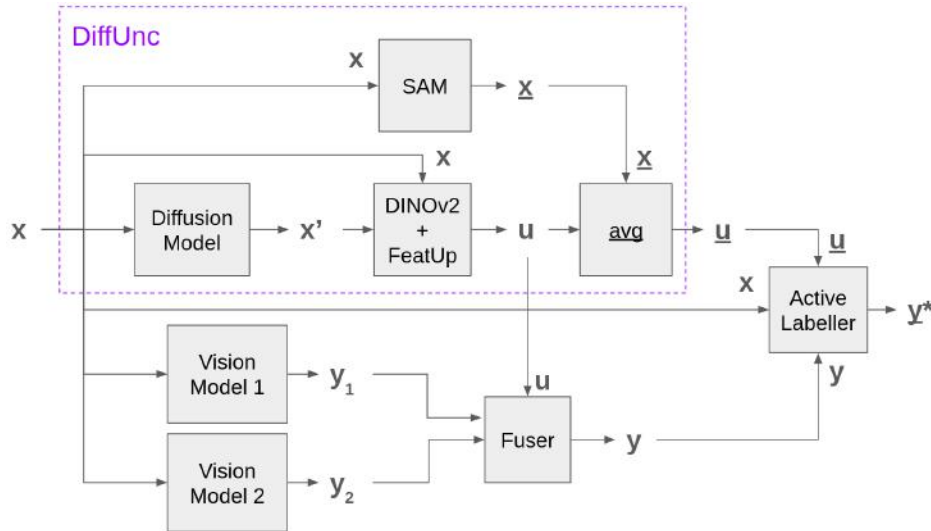 DiffUnc
x
SAM
x
x
x
x
Diffusion
Model
x’
DINOv2
+
FeatUp
u
avg
u
u
x
Active
Labeller
y*
Vision
Model 1
y₁
u
y
Fuser
y
Vision
Model 2
y₂